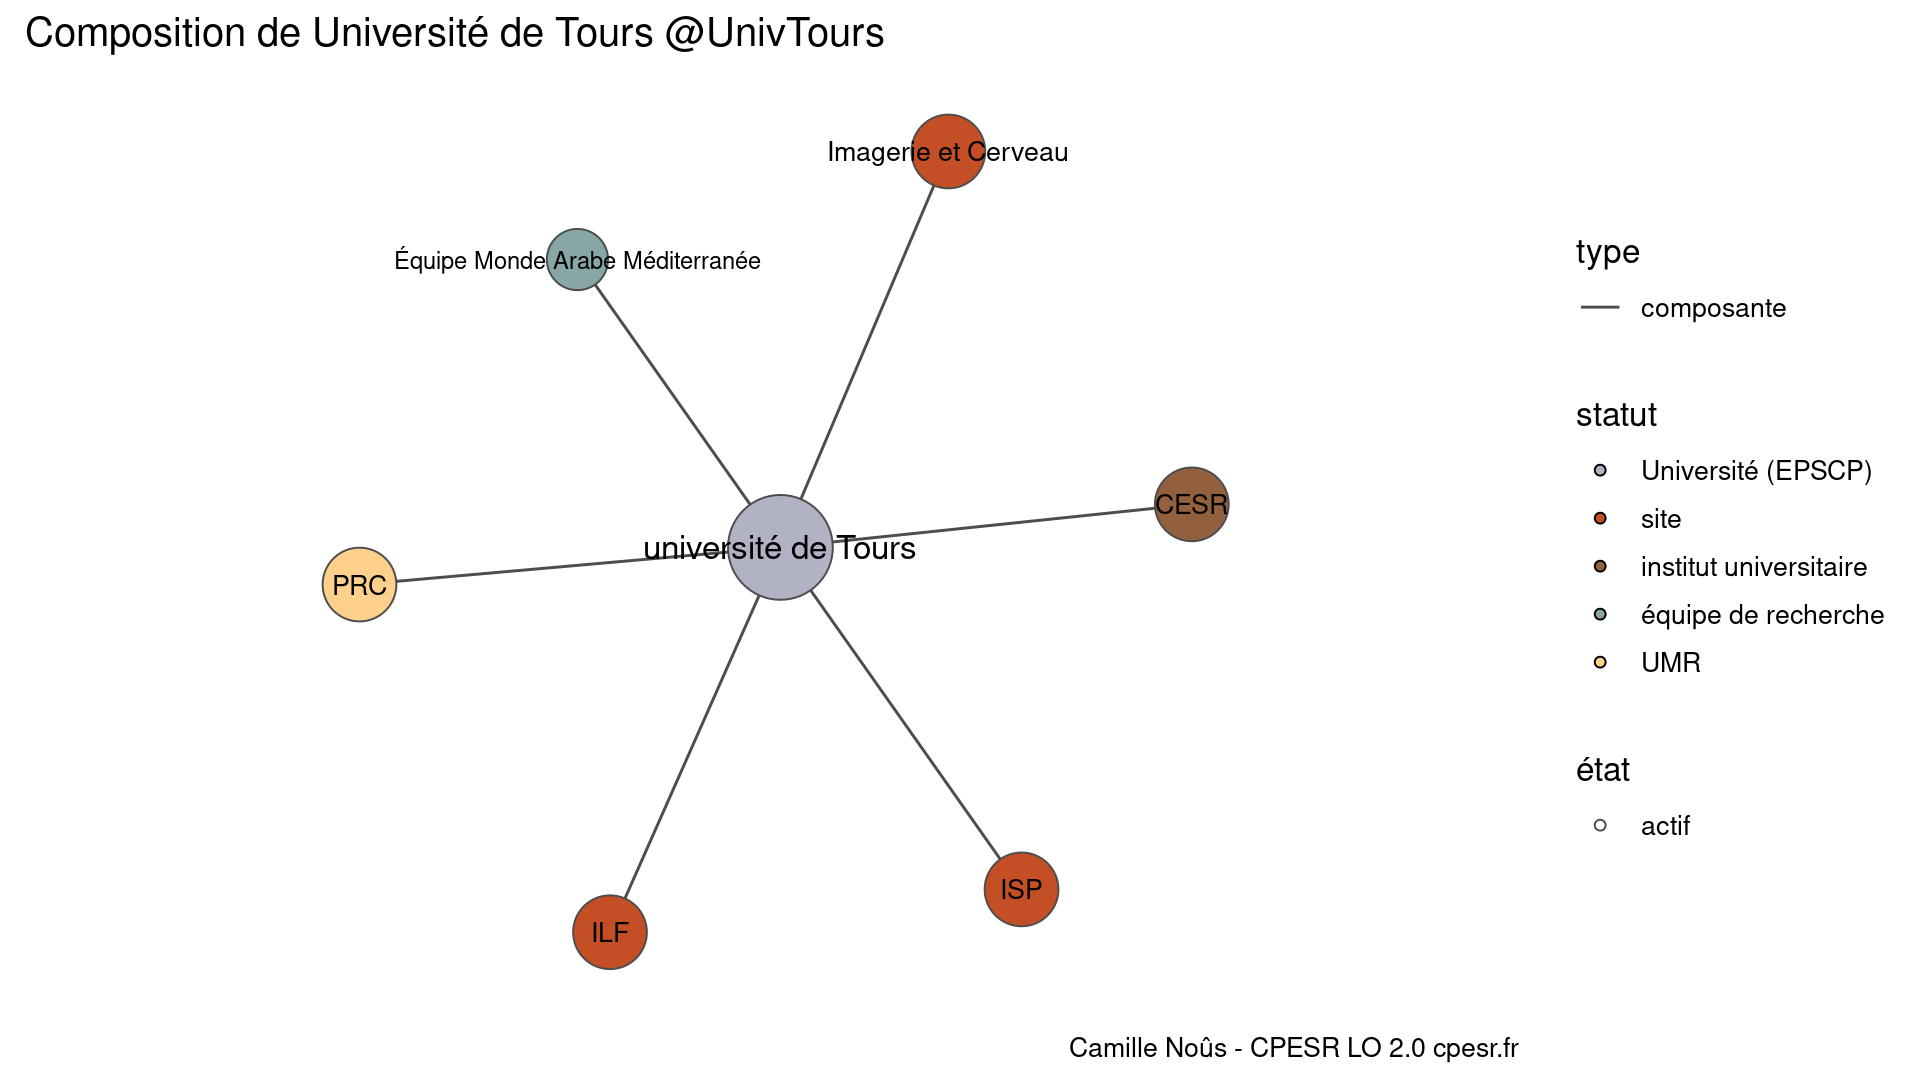 Composition de Université de Tours @UnivTours
Imagerie et Cerveau
Équipe Monde Arabe Méditerranée
CESR
université de Tours
PRC
ISP
ILF
type
composante
statut
Université (EPSCP)
site
institut universitaire
équipe de recherche
UMR
état
actif
Camille Noûs - CPESR LO 2.0 cpesr.fr